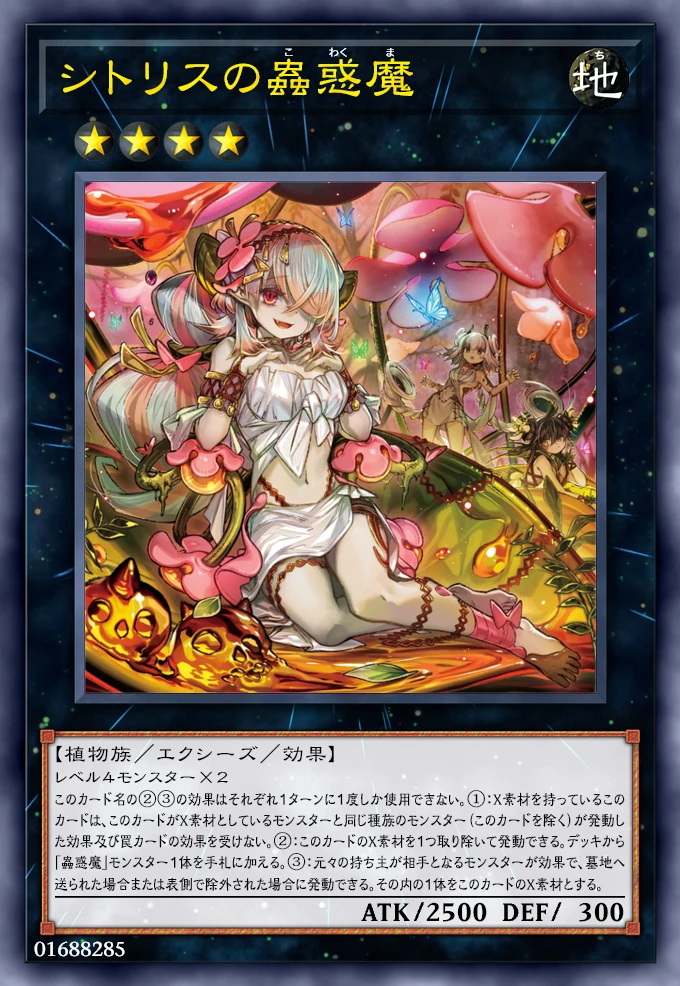 こ わく ま
シトリスの蟲惑魔
ち
地
【植物族／エクシーズ／効果】
レベル４モンスター×２
このカード名の②③の効果はそれぞれ１ターンに１度しか使用できない。①：X素材を持っているこの
カードは、このカードがX素材としているモンスターと同じ種族のモンスター（このカードを除く）が発動し
た効果及び罠カードの効果を受けない。②：このカードのX素材を１つ取り除いて発動できる。デッキから
「蟲惑魔」モンスター１体を手札に加える。③：元々の持ち主が相手となるモンスターが効果で、墓地へ
送られた場合または表側で除外された場合に発動できる。その内の１体をこのカードのX素材とする。
ATK/2500 DEF/ 300
01688285